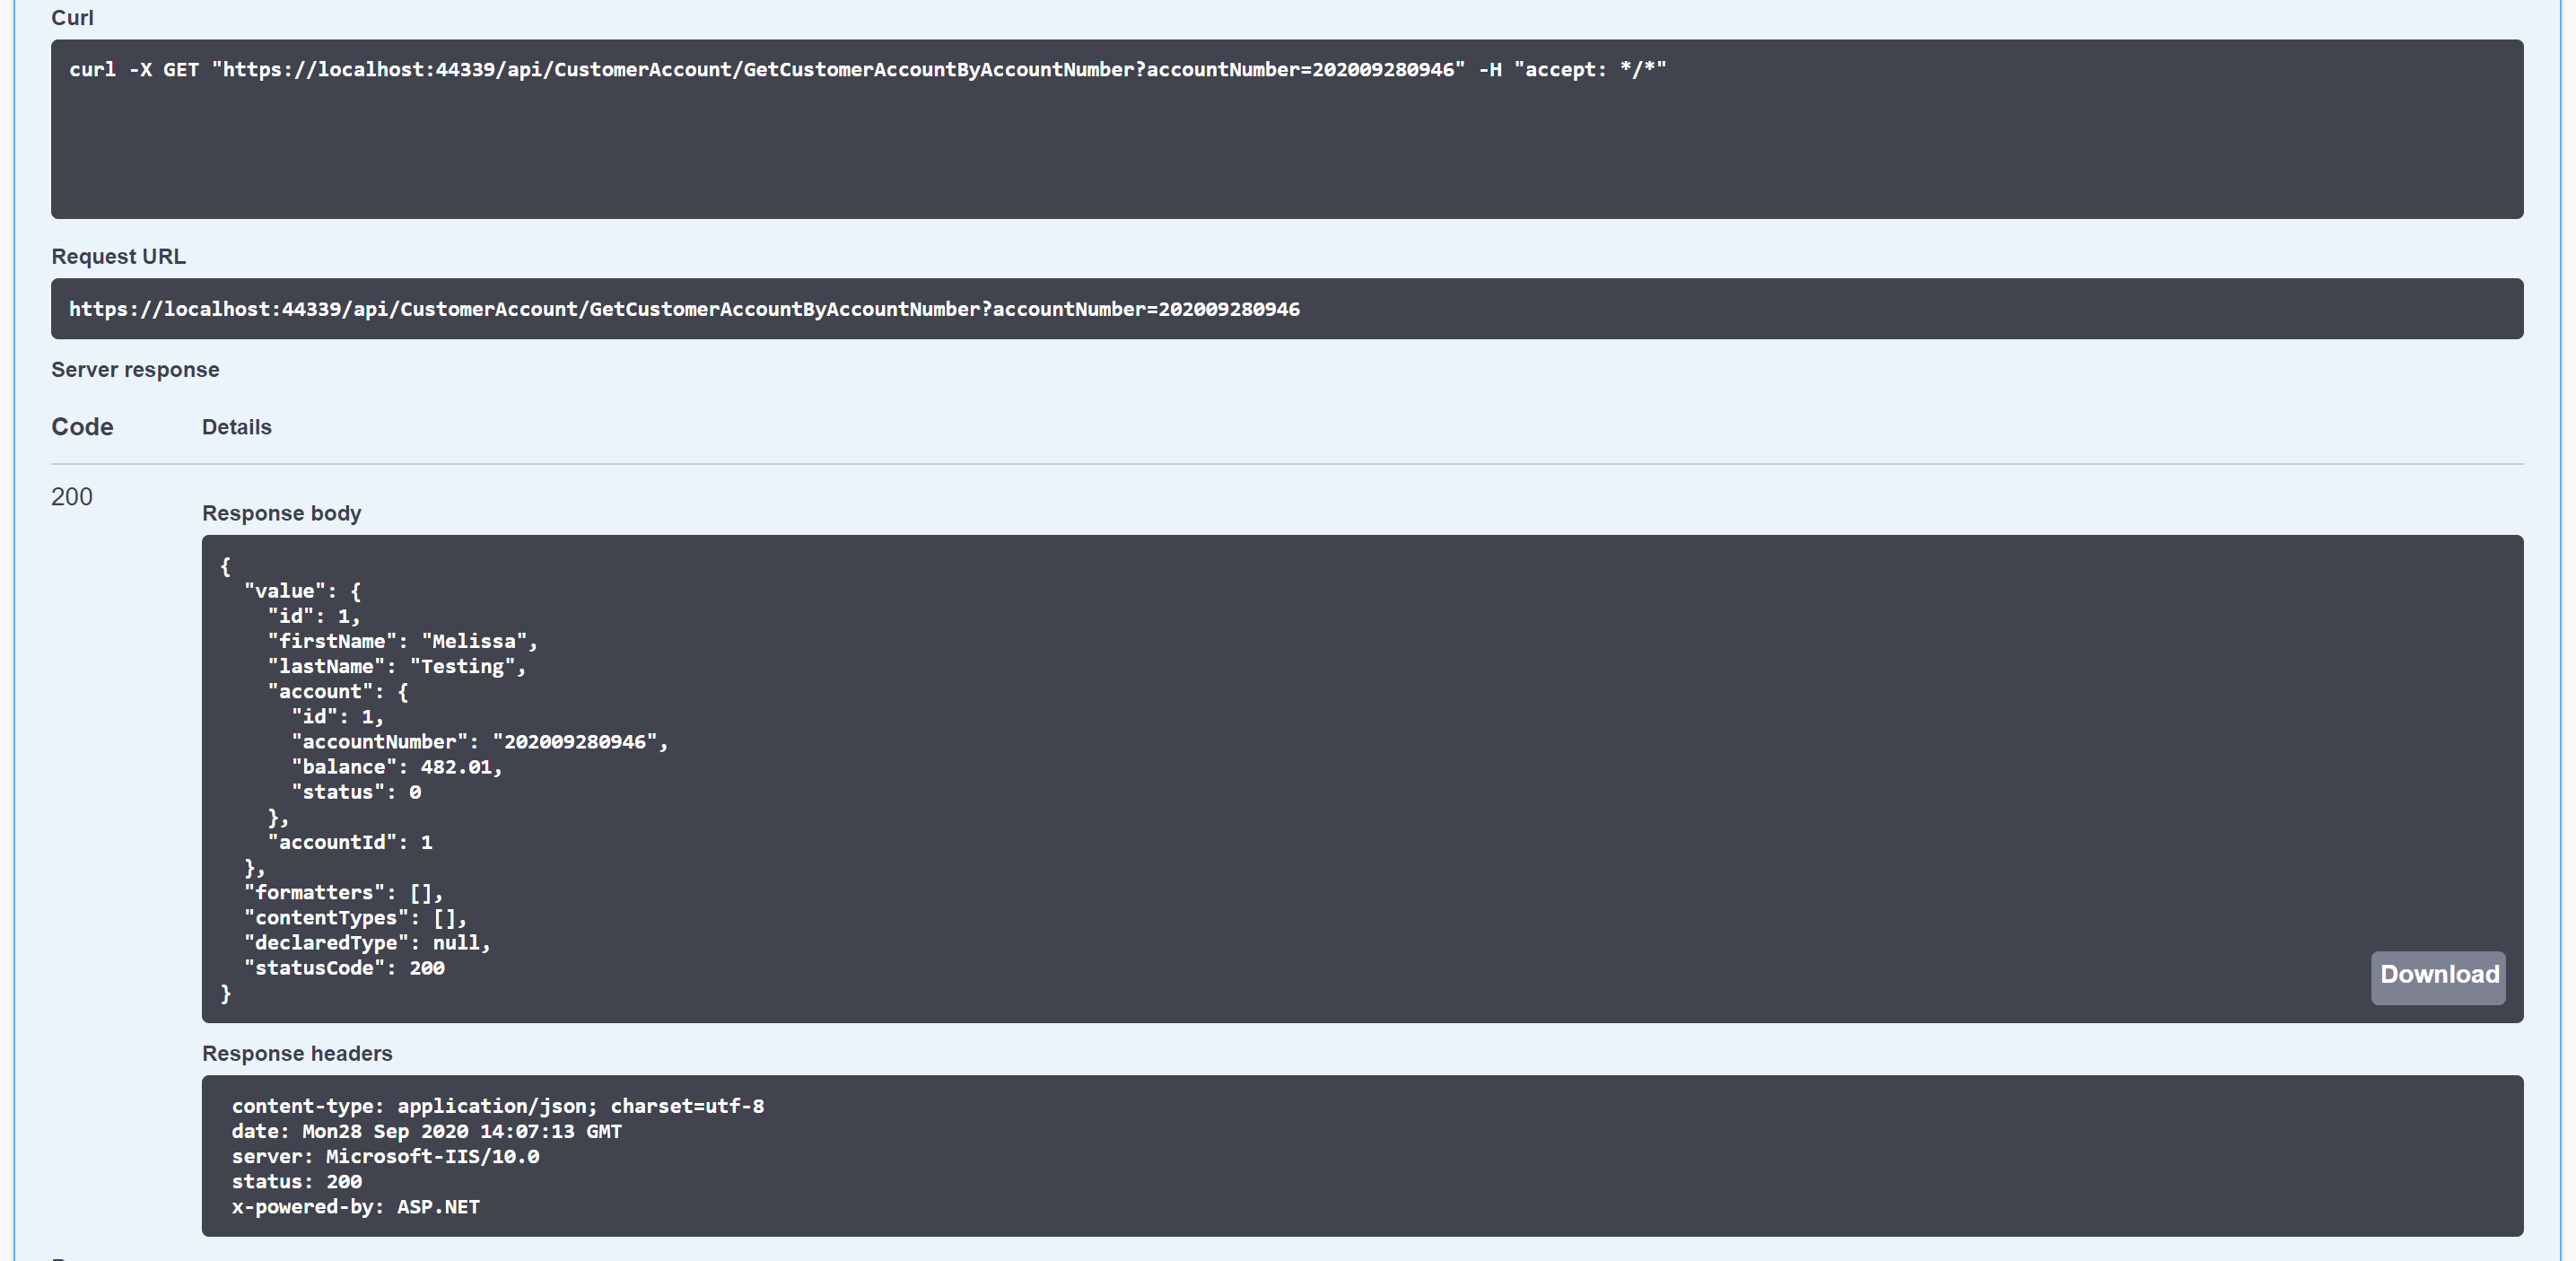 Curl
curl -X GET "https://localhost:44339/api/CustomerAccount/GetCustomerAccountByAccountNumber?accountNumber=202009280946" -H "accept: */*"
Request URL
https://localhost:44339/api/CustomerAccount/GetCustomerAccountByAccountNumber?accountNumber=202009280946
Server response
Code Details
200
Response body
{
  "value": {
    "id": 1,
    "firstName": "Melissa",
    "lastName": "Testing",
    "account": {
      "id": 1,
      "accountNumber": "202009280946",
      "balance": 482.01,
      "status": 0
    },
    "accountId": 1
  },
  "formatters": [],
  "contentTypes": [],
  "declaredType": null,
  "statusCode": 200
}
Download
Response headers
content-type: application/json; charset=utf-8
date: Mon28 Sep 2020 14:07:13 GMT
server: Microsoft-IIS/10.0
status: 200
x-powered-by: ASP.NET